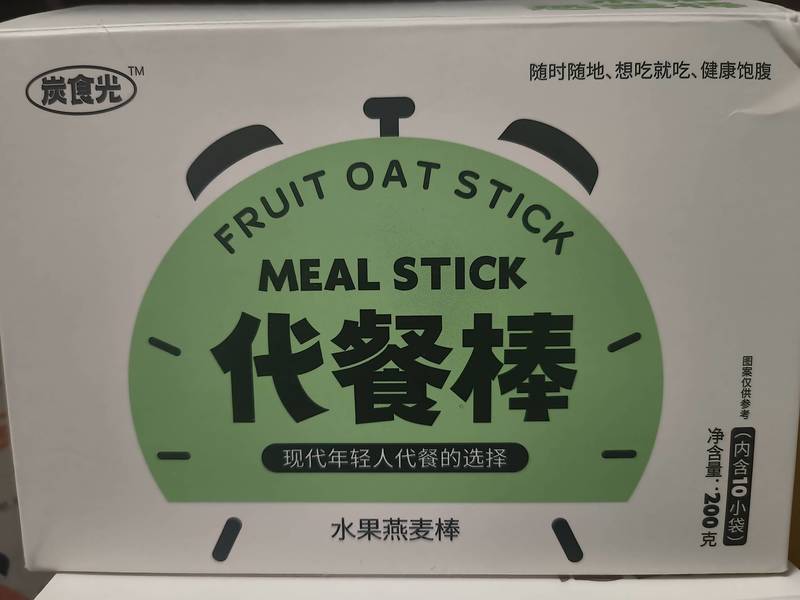 炭食光™
随时随地、想吃就吃、健康饱腹
FRUIT OAT STICK
MEAL STICK
代餐棒
现代年轻人代餐的选择
水果燕麦棒
图案仅供参考
（内含10小袋）
净含量：200克